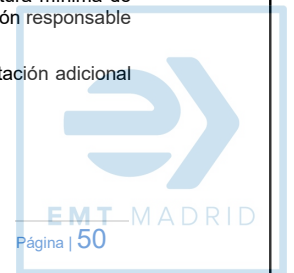 ón responsable
tación adicional
EMT MADRID
Página | 50